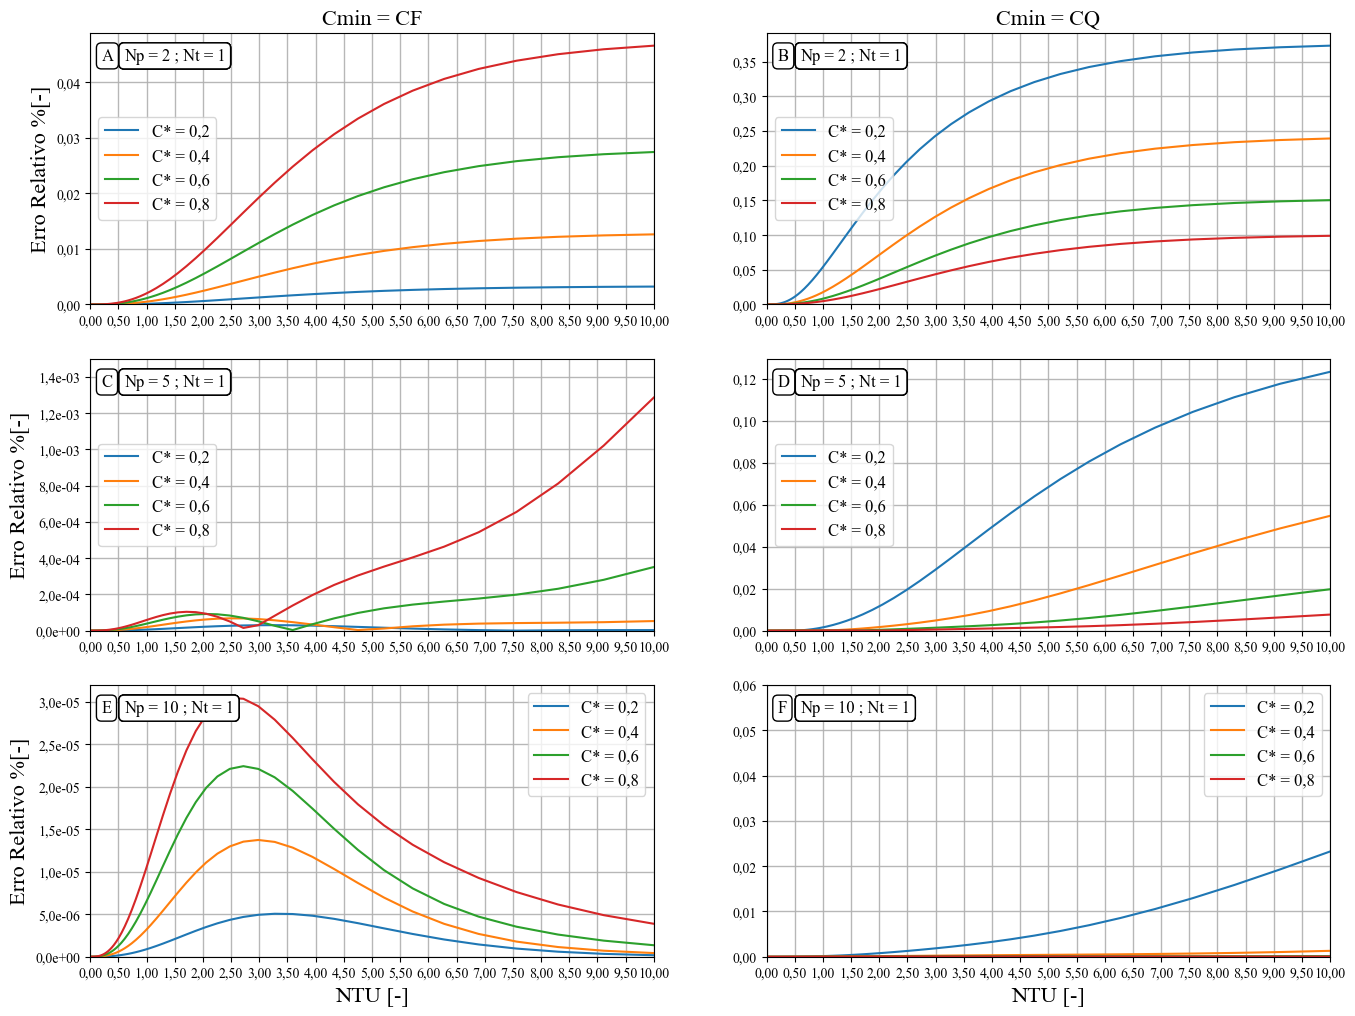 Cmin = CF
Cmin = CQ
A
Np = 2 ; Nt = 1
Erro Relativo %[-]
0,04
0,03
0,02
0,01
0,00
C* = 0,2
C* = 0,4
C* = 0,6
C* = 0,8
0,00 0,50 1,00 1,50 2,00 2,50 3,00 3,50 4,00 4,50 5,00 5,50 6,00 6,50 7,00 7,50 8,00 8,50 9,00 9,50 10,00
B
Np = 2 ; Nt = 1
0,35
0,30
0,25
0,20
0,15
0,10
0,05
0,00
C* = 0,2
C* = 0,4
C* = 0,6
C* = 0,8
0,00 0,50 1,00 1,50 2,00 2,50 3,00 3,50 4,00 4,50 5,00 5,50 6,00 6,50 7,00 7,50 8,00 8,50 9,00 9,50 10,00
C
Np = 5 ; Nt = 1
Erro Relativo %[-]
1,4e-03
1,2e-03
1,0e-03
8,0e-04
6,0e-04
4,0e-04
2,0e-04
0,0e+00
C* = 0,2
C* = 0,4
C* = 0,6
C* = 0,8
0,00 0,50 1,00 1,50 2,00 2,50 3,00 3,50 4,00 4,50 5,00 5,50 6,00 6,50 7,00 7,50 8,00 8,50 9,00 9,50 10,00
D
Np = 5 ; Nt = 1
0,12
0,10
0,08
0,06
0,04
0,02
0,00
C* = 0,2
C* = 0,4
C* = 0,6
C* = 0,8
0,00 0,50 1,00 1,50 2,00 2,50 3,00 3,50 4,00 4,50 5,00 5,50 6,00 6,50 7,00 7,50 8,00 8,50 9,00 9,50 10,00
E
Np = 10 ; Nt = 1
Erro Relativo %[-]
3,0e-05
2,5e-05
2,0e-05
1,5e-05
1,0e-05
5,0e-06
0,0e+00
C* = 0,2
C* = 0,4
C* = 0,6
C* = 0,8
0,00 0,50 1,00 1,50 2,00 2,50 3,00 3,50 4,00 4,50 5,00 5,50 6,00 6,50 7,00 7,50 8,00 8,50 9,00 9,50 10,00
NTU [-]
F
Np = 10 ; Nt = 1
0,06
0,05
0,04
0,03
0,02
0,01
0,00
C* = 0,2
C* = 0,4
C* = 0,6
C* = 0,8
0,00 0,50 1,00 1,50 2,00 2,50 3,00 3,50 4,00 4,50 5,00 5,50 6,00 6,50 7,00 7,50 8,00 8,50 9,00 9,50 10,00
NTU [-]